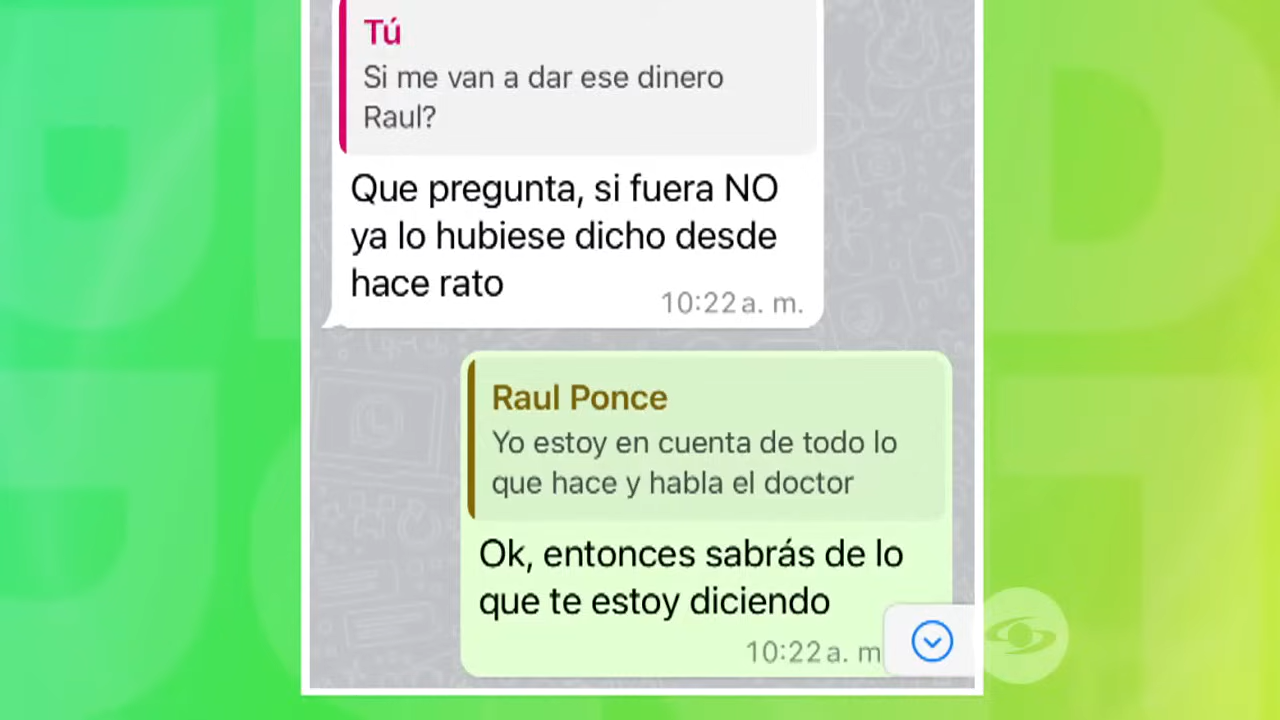 Tú
Si me van a dar ese dinero
Raul?
Que pregunta, si fuera NO
ya lo hubiese dicho desde
hace rato
10:22 a. m.
Raul Ponce
Yo estoy en cuenta de todo lo
que hace y habla el doctor
Ok, entonces sabrás de lo
que te estoy diciendo
10:22 a. m